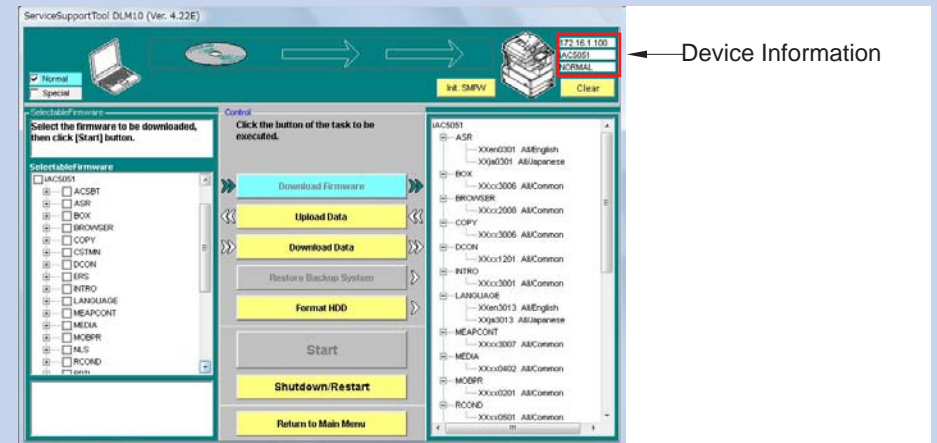 ServiceSupportTool DLM10 (Ver. 4.22E)
172.16.1.100
iAC5051
NORMAL
Device Information
Normal
Special
Init. SMPW
Clear
SelectableFirmware
Select the firmware to be downloaded,
then click [Start] button.
SelectableFirmware
iAC5051
ACSBT
ASR
BOX
BROWSER
COPY
CSTMN
DCON
ERS
INTRO
LANGUAGE
MEAPCONT
MEDIA
MOBPR
NLS
RCOND
Control
Click the button of the task to be
executed.
Download Firmware
Upload Data
Download Data
Restore Backup System
Format HDD
Start
Shutdown/Restart
Return to Main Menu
iAC5051
ASR
XXen0301 All/English
XXja0301 All/Japanese
BOX
XXxx3006 All/Common
BROWSER
XXxx2008 All/Common
COPY
XXxx3006 All/Common
DCON
XXxx1201 All/Common
INTRO
XXxx3001 All/Common
LANGUAGE
XXen3013 All/English
XXja3013 All/Japanese
MEAPCONT
XXxx3007 All/Common
MEDIA
XXxx0402 All/Common
MOBPR
XXxx0201 All/Common
RCOND
XXxx0501 All/Common